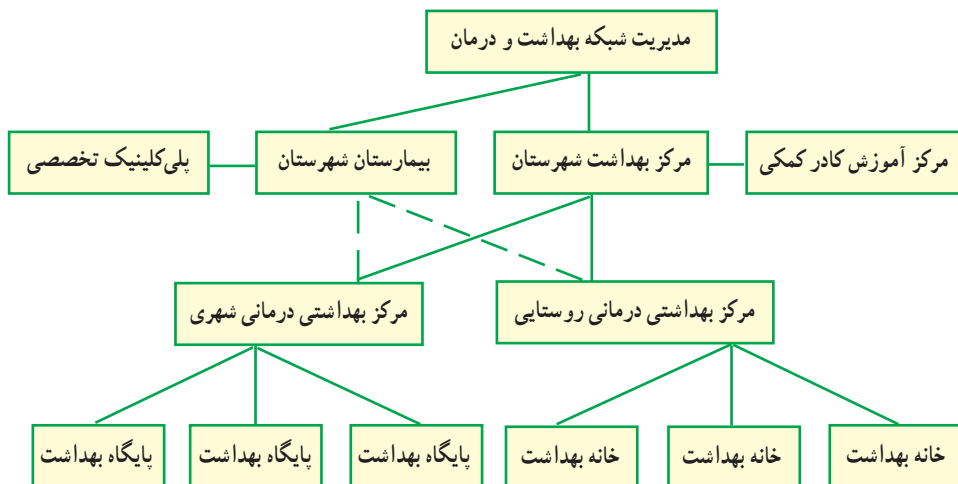 مدیریت شبکه بهداشت و درمان
مرکز آموزش کادر کمکی
مرکز بهداشت شهرستان
بیمارستان شهرستان
پلی‌کلینیک تخصصی
مرکز بهداشتی درمانی روستایی
مرکز بهداشتی درمانی شهری
خانه بهداشت
خانه بهداشت
خانه بهداشت
پایگاه بهداشت
پایگاه بهداشت
پایگاه بهداشت